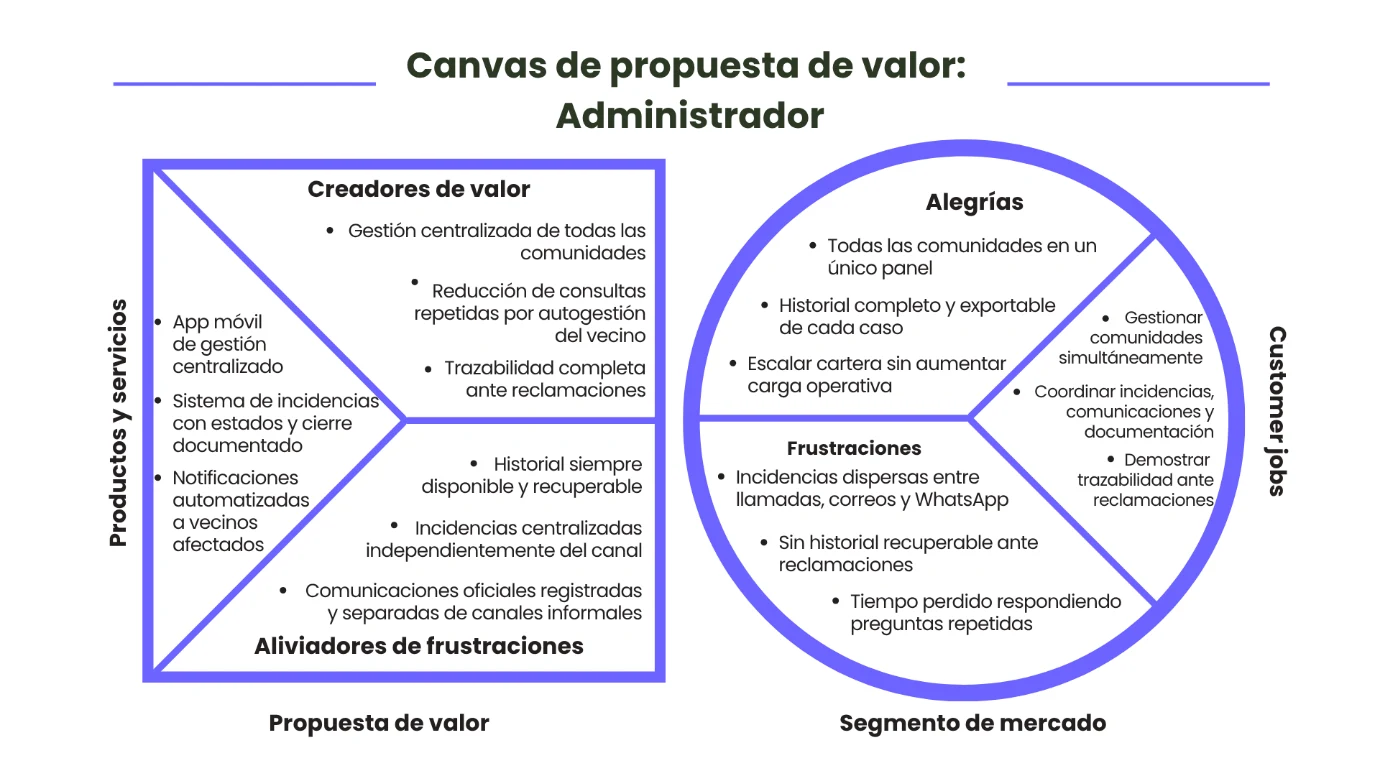 Canvas de propuesta de valor:
Administrador
Productos y servicios
• App móvil
de gestión
centralizado
• Sistema de incidencias
con estados y cierre
documentado
• Notificaciones
automatizadas
a vecinos
afectados
Creadores de valor
• Gestión centralizada de todas las
comunidades
• Reducción de consultas
repetidas por autogestión
del vecino
• Trazabilidad completa
ante reclamaciones
• Historial siempre
disponible y recuperable
• Incidencias centralizadas
independientemente del canal
• Comunicaciones oficiales registradas
y separadas de canales informales
Aliviadores de frustraciones
Propuesta de valor
Alegrías
• Todas las comunidades en un
único panel
• Historial completo y exportable
de cada caso
• Escalar cartera sin aumentar
carga operativa
Frustraciones
• Incidencias dispersas entre
llamadas, correos y WhatsApp
• Sin historial recuperable ante
reclamaciones
• Tiempo perdido respondiendo
preguntas repetidas
• Gestionar
comunidades
simultáneamente
• Coordinar incidencias,
comunicaciones y
documentación
• Demostrar
trazabilidad ante
reclamaciones
Customer jobs
Segmento de mercado